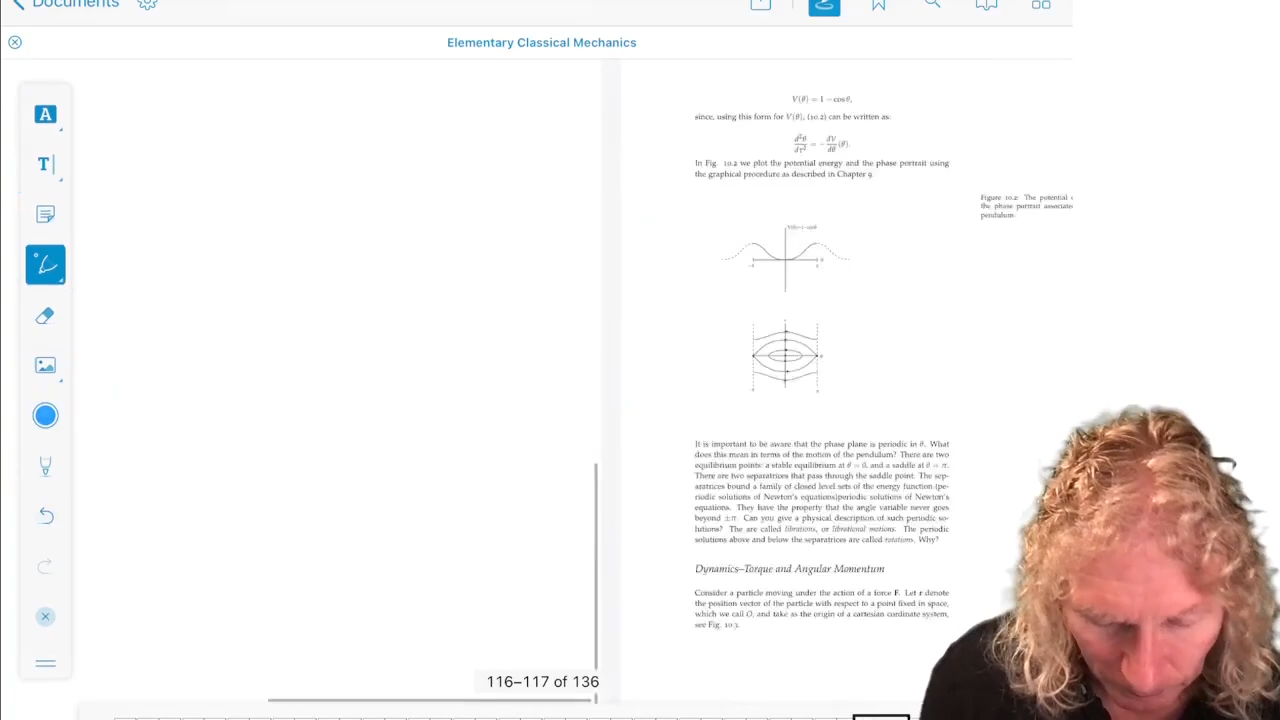 Documents
Elementary Classical Mechanics
A
T
V(θ) = 1 − cos θ,
since, using this form for V(θ), (10.2) can be written as:
d²θ/dτ² = −dV/dθ (θ).
In Fig. 10.2 we plot the potential energy and the phase portrait using
the graphical procedure as described in Chapter 9.
Figure 10.2: The potential
the phase portrait associate
pendulum.
V(θ)=1−cosθ
−π
π
θ
It is important to be aware that the phase plane is periodic in θ. What
does this mean in terms of the motion of the pendulum? There are two
equilibrium points: a stable equilibrium at θ = 0, and a saddle at θ = π.
There are two separatrices that pass through the saddle point. The sep-
aratrices bound a family of closed level sets of the energy function (pe-
riodic solutions of Newton's equations)periodic solutions of Newton's
equations. They have the property that the angle variable never goes
beyond ±π. Can you give a physical description of such periodic so-
lutions? The are called librations, or librational motions. The periodic
solutions above and below the separatrices are called rotations. Why?
Dynamics–Torque and Angular Momentum
Consider a particle moving under the action of a force F. Let r denote
the position vector of the particle with respect to a point fixed in space,
which we call O, and take as the origin of a cartesian cordinate system,
see Fig. 10.3.
116–117 of 136